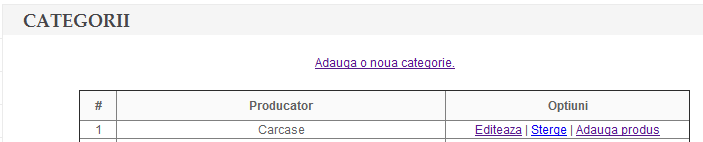 CATEGORII
Adauga o noua categorie.
# Producator Optiuni
1 Carcase Editeaza | Sterge | Adauga produs